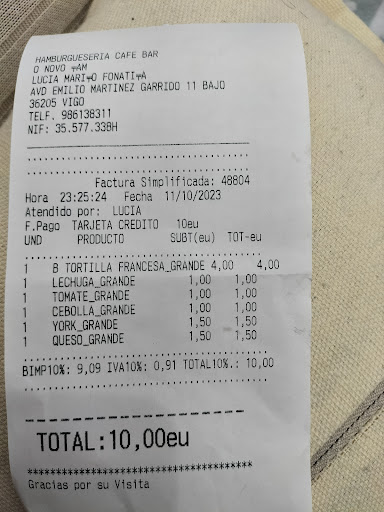 HAMBURGUESERIA CAFE BAR
O NOVO ╤AM
LUCIA MARI╤O FONATI╤A
AVD EMILIO MARTINEZ GARRIDO 11 BAJO
36205 VIGO
TELF. 986138311
NIF: 35.577.338H
Factura Simplificada: 48804
Hora 23:25:24 Fecha 11/10/2023
Atendido por: LUCIA
F.Pago TARJETA CREDITO 10eu
UND PRODUCTO SUBT(eu) TOT-eu
1 B TORTILLA FRANCESA_GRANDE 4,00 4,00
1 LECHUGA_GRANDE 1,00 1,00
1 TOMATE_GRANDE 1,00 1,00
1 CEBOLLA_GRANDE 1,00 1,00
1 YORK_GRANDE 1,50 1,50
1 QUESO_GRANDE 1,50 1,50
BIMP10%: 9,09 IVA10%: 0,91 TOTAL10%.: 10,00
TOTAL:10,00eu
****************************************
Gracias por su Visita